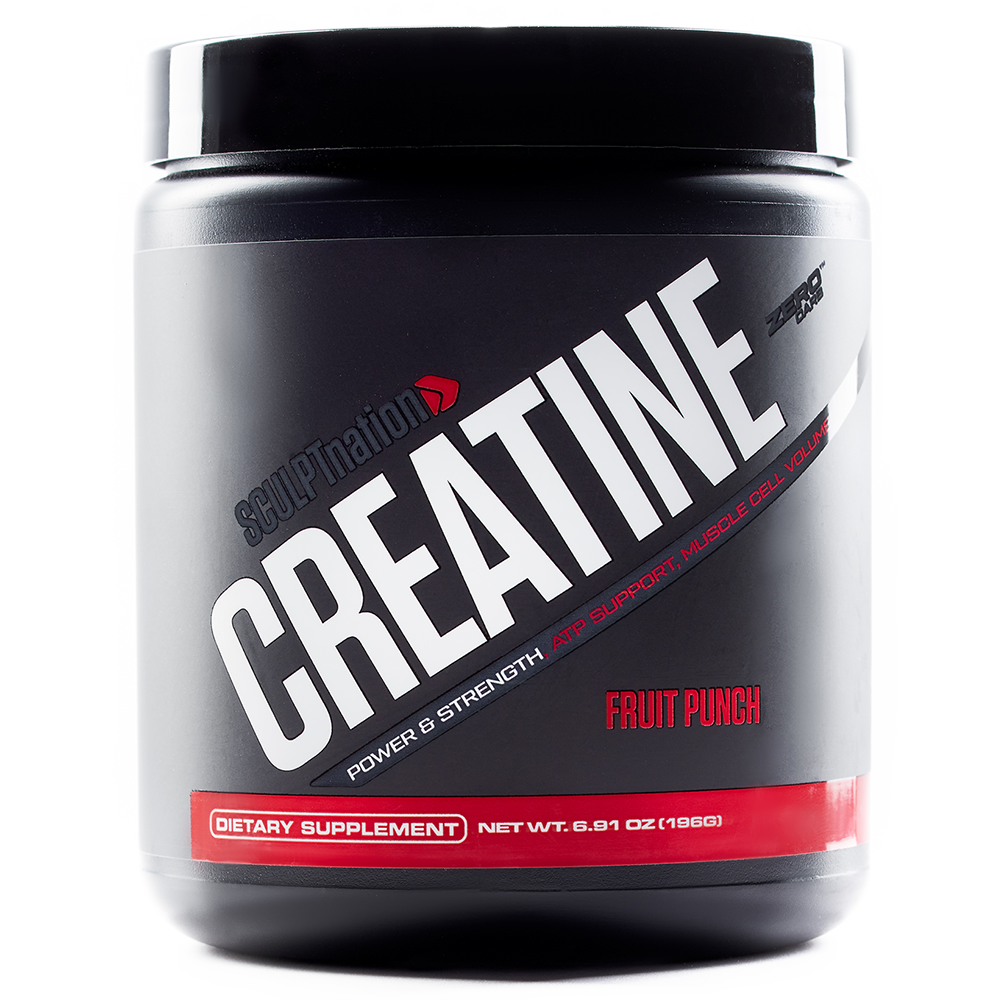 ZERO™
CARB
SCULPTnation
CREATINE
POWER & STRENGTH, ATP SUPPORT, MUSCLE CELL VOLUME
FRUIT PUNCH
DIETARY SUPPLEMENT NET WT. 6.91 OZ (196G)